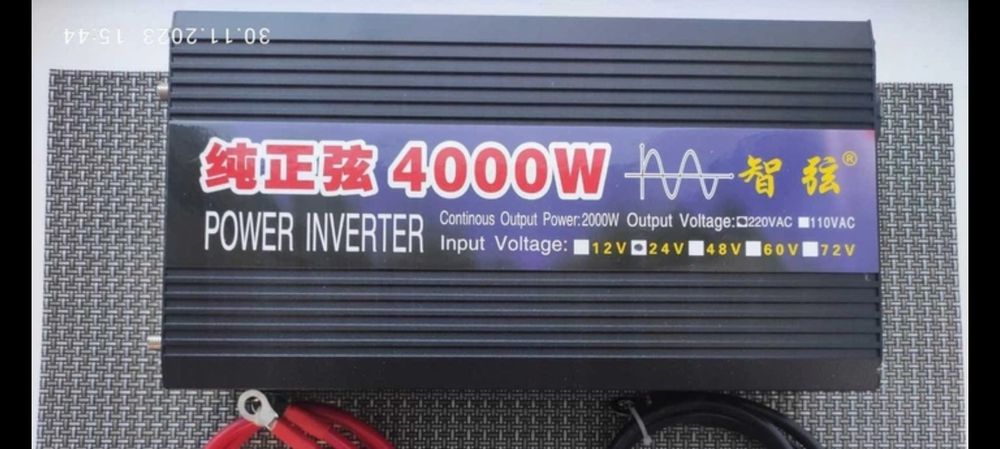 30.11.2023 15:44
纯正弦 4000W 智弦®
POWER INVERTER
Continous Output Power:2000W Output Voltage: 220VAC 110VAC
Input Voltage: 12V 24V 48V 60V 72V